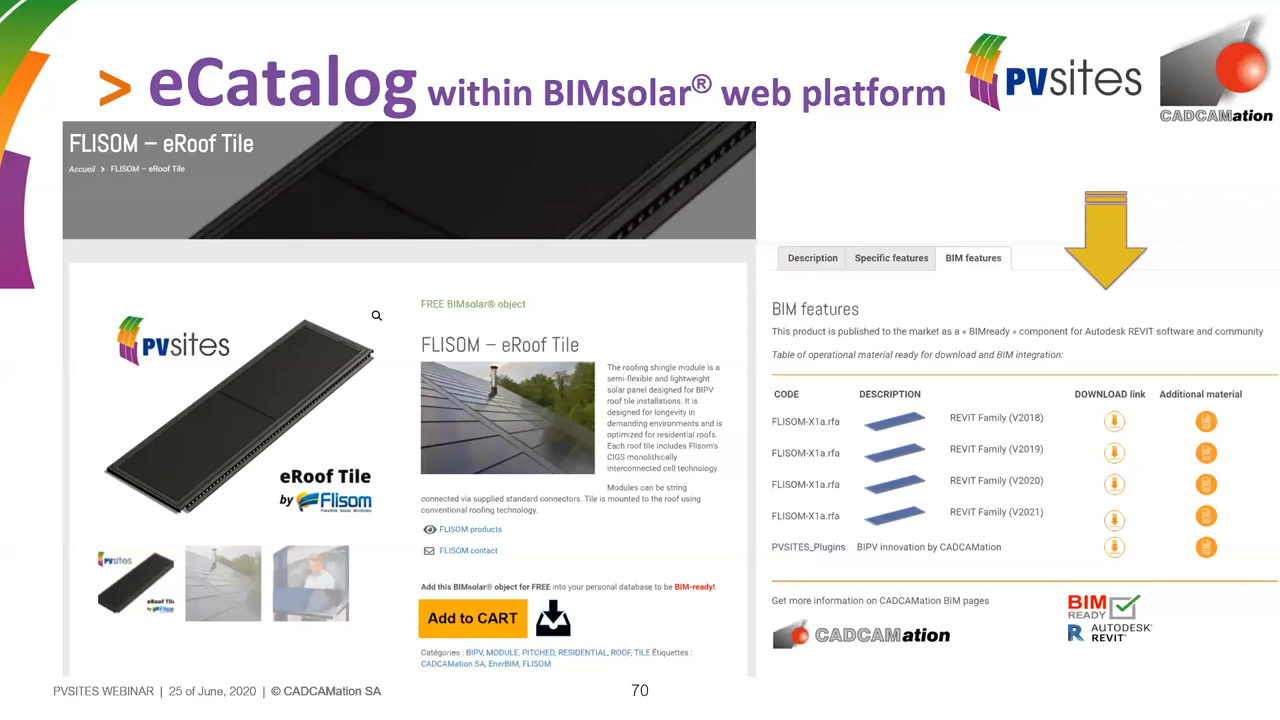 > eCatalog within BIMsolar® web platform
PVsites
CADCAMation
FLISOM – eRoof Tile
Accueil > FLISOM – eRoof Tile
PVsites
eRoof Tile
by Flisom
Flexible Solar Modules
FREE BIMsolar® object
FLISOM – eRoof Tile
The roofing shingle module is a
semi-flexible and lightweight
solar panel designed for BIPV
roof tile installations. It is
designed for longevity in
demanding environments and is
optimized for residential roofs.
Each roof tile includes Flisom's
CIGS monolithically
interconnected cell technology.
Modules can be string
connected via supplied standard connectors. Tile is mounted to the roof using
conventional roofing technology.
FLISOM products
FLISOM contact
Add this BIMsolar® object for FREE into your personal database to be BIM-ready!
Add to CART
Catégories : BIPV, MODULE, PITCHED, RESIDENTIAL, ROOF, TILE Étiquettes :
CADCAMation SA, EnerBIM, FLISOM
Description Specific features BIM features
BIM features
This product is published to the market as a « BIMready » component for Autodesk REVIT software and community
Table of operational material ready for download and BIM integration:
CODE DESCRIPTION DOWNLOAD link Additional material
FLISOM-X1a.rfa REVIT Family (V2018)
FLISOM-X1a.rfa REVIT Family (V2019)
FLISOM-X1a.rfa REVIT Family (V2020)
FLISOM-X1a.rfa REVIT Family (V2021)
PVSITES_Plugins BIPV innovation by CADCAMation
Get more information on CADCAMation BIM pages
CADCAMation
BIM
READY
AUTODESK
REVIT
PVSITES WEBINAR | 25 of June, 2020 | © CADCAMation SA
70